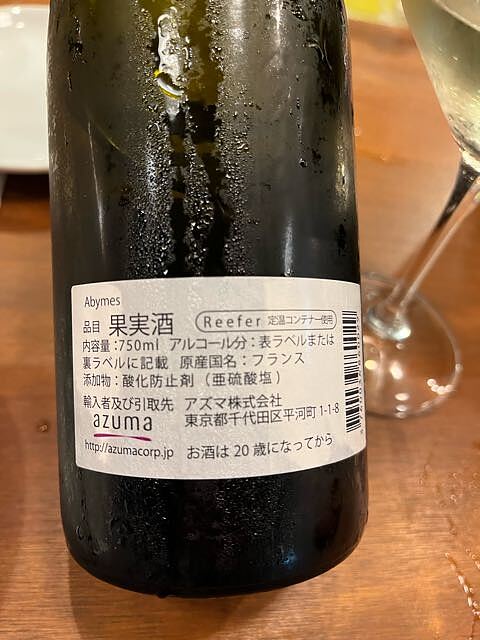 Abymes
品目 果実酒 Reefer 定温コンテナー使用
内容量:750ml アルコール分:表ラベルまたは
裏ラベルに記載 原産国名:フランス
添加物:酸化防止剤(亜硫酸塩)
輸入者及び引取先 アズマ株式会社
azuma 東京都千代田区平河町1-1-8
http://azumacorp.jp お酒は20歳になってから